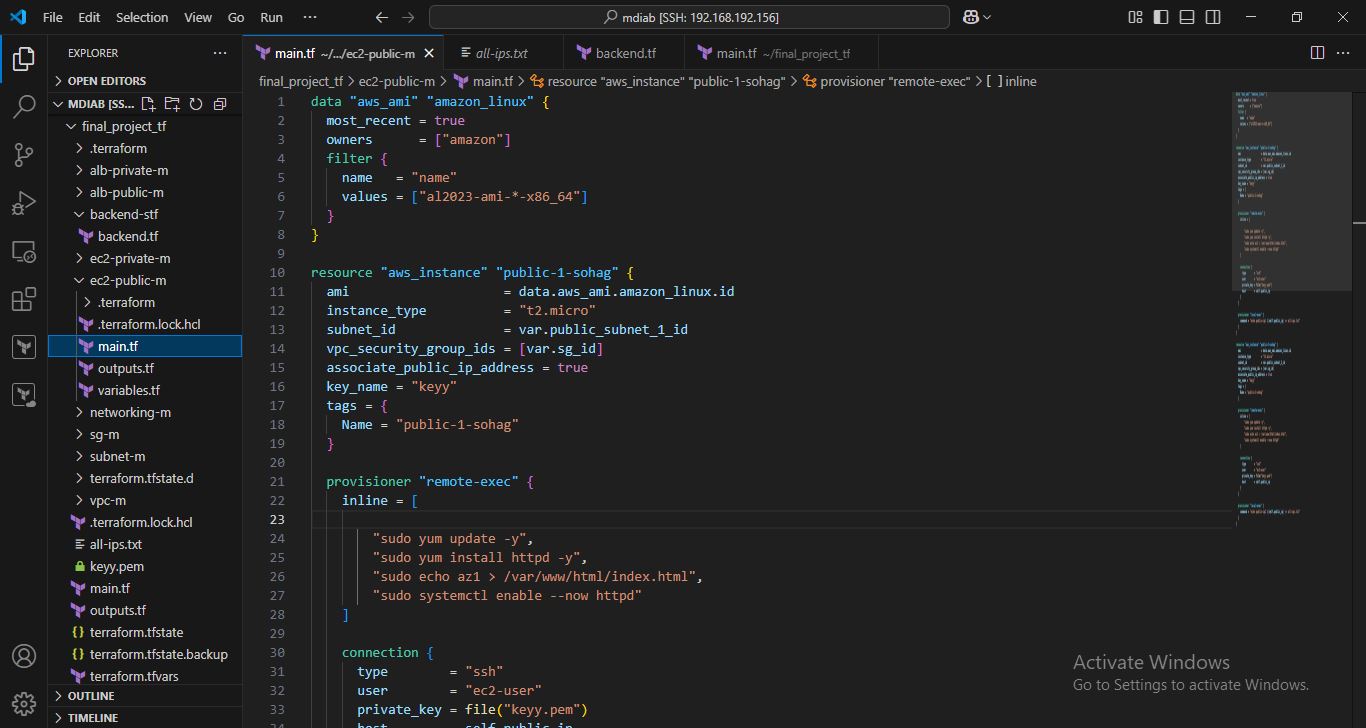 File Edit Selection View Go Run ··· mdiab [SSH: 192.168.192.156]
EXPLORER
OPEN EDITORS
MDIAB [SS...
final_project_tf
.terraform
alb-private-m
alb-public-m
backend-stf
backend.tf
ec2-private-m
ec2-public-m
.terraform
.terraform.lock.hcl
main.tf
outputs.tf
variables.tf
networking-m
sg-m
subnet-m
terraform.tfstate.d
vpc-m
.terraform.lock.hcl
all-ips.txt
keyy.pem
main.tf
outputs.tf
terraform.tfstate
terraform.tfstate.backup
terraform.tfvars
OUTLINE
TIMELINE
main.tf ~/.../ec2-public-m all-ips.txt backend.tf main.tf ~/final_project_tf
final_project_tf > ec2-public-m > main.tf > resource "aws_instance" "public-1-sohag" > provisioner "remote-exec" > [ ] inline
1 data "aws_ami" "amazon_linux" {
2 most_recent = true
3 owners = ["amazon"]
4 filter {
5 name = "name"
6 values = ["al2023-ami-*-x86_64"]
7 }
8 }
9
10 resource "aws_instance" "public-1-sohag" {
11 ami = data.aws_ami.amazon_linux.id
12 instance_type = "t2.micro"
13 subnet_id = var.public_subnet_1_id
14 vpc_security_group_ids = [var.sg_id]
15 associate_public_ip_address = true
16 key_name = "keyy"
17 tags = {
18 Name = "public-1-sohag"
19 }
20
21 provisioner "remote-exec" {
22 inline = [
23
24 "sudo yum update -y",
25 "sudo yum install httpd -y",
26 "sudo echo az1 > /var/www/html/index.html",
27 "sudo systemctl enable --now httpd"
28 ]
29
30 connection {
31 type = "ssh"
32 user = "ec2-user"
33 private_key = file("keyy.pem")
34 host = self.public_ip
Activate Windows
Go to Settings to activate Windows.